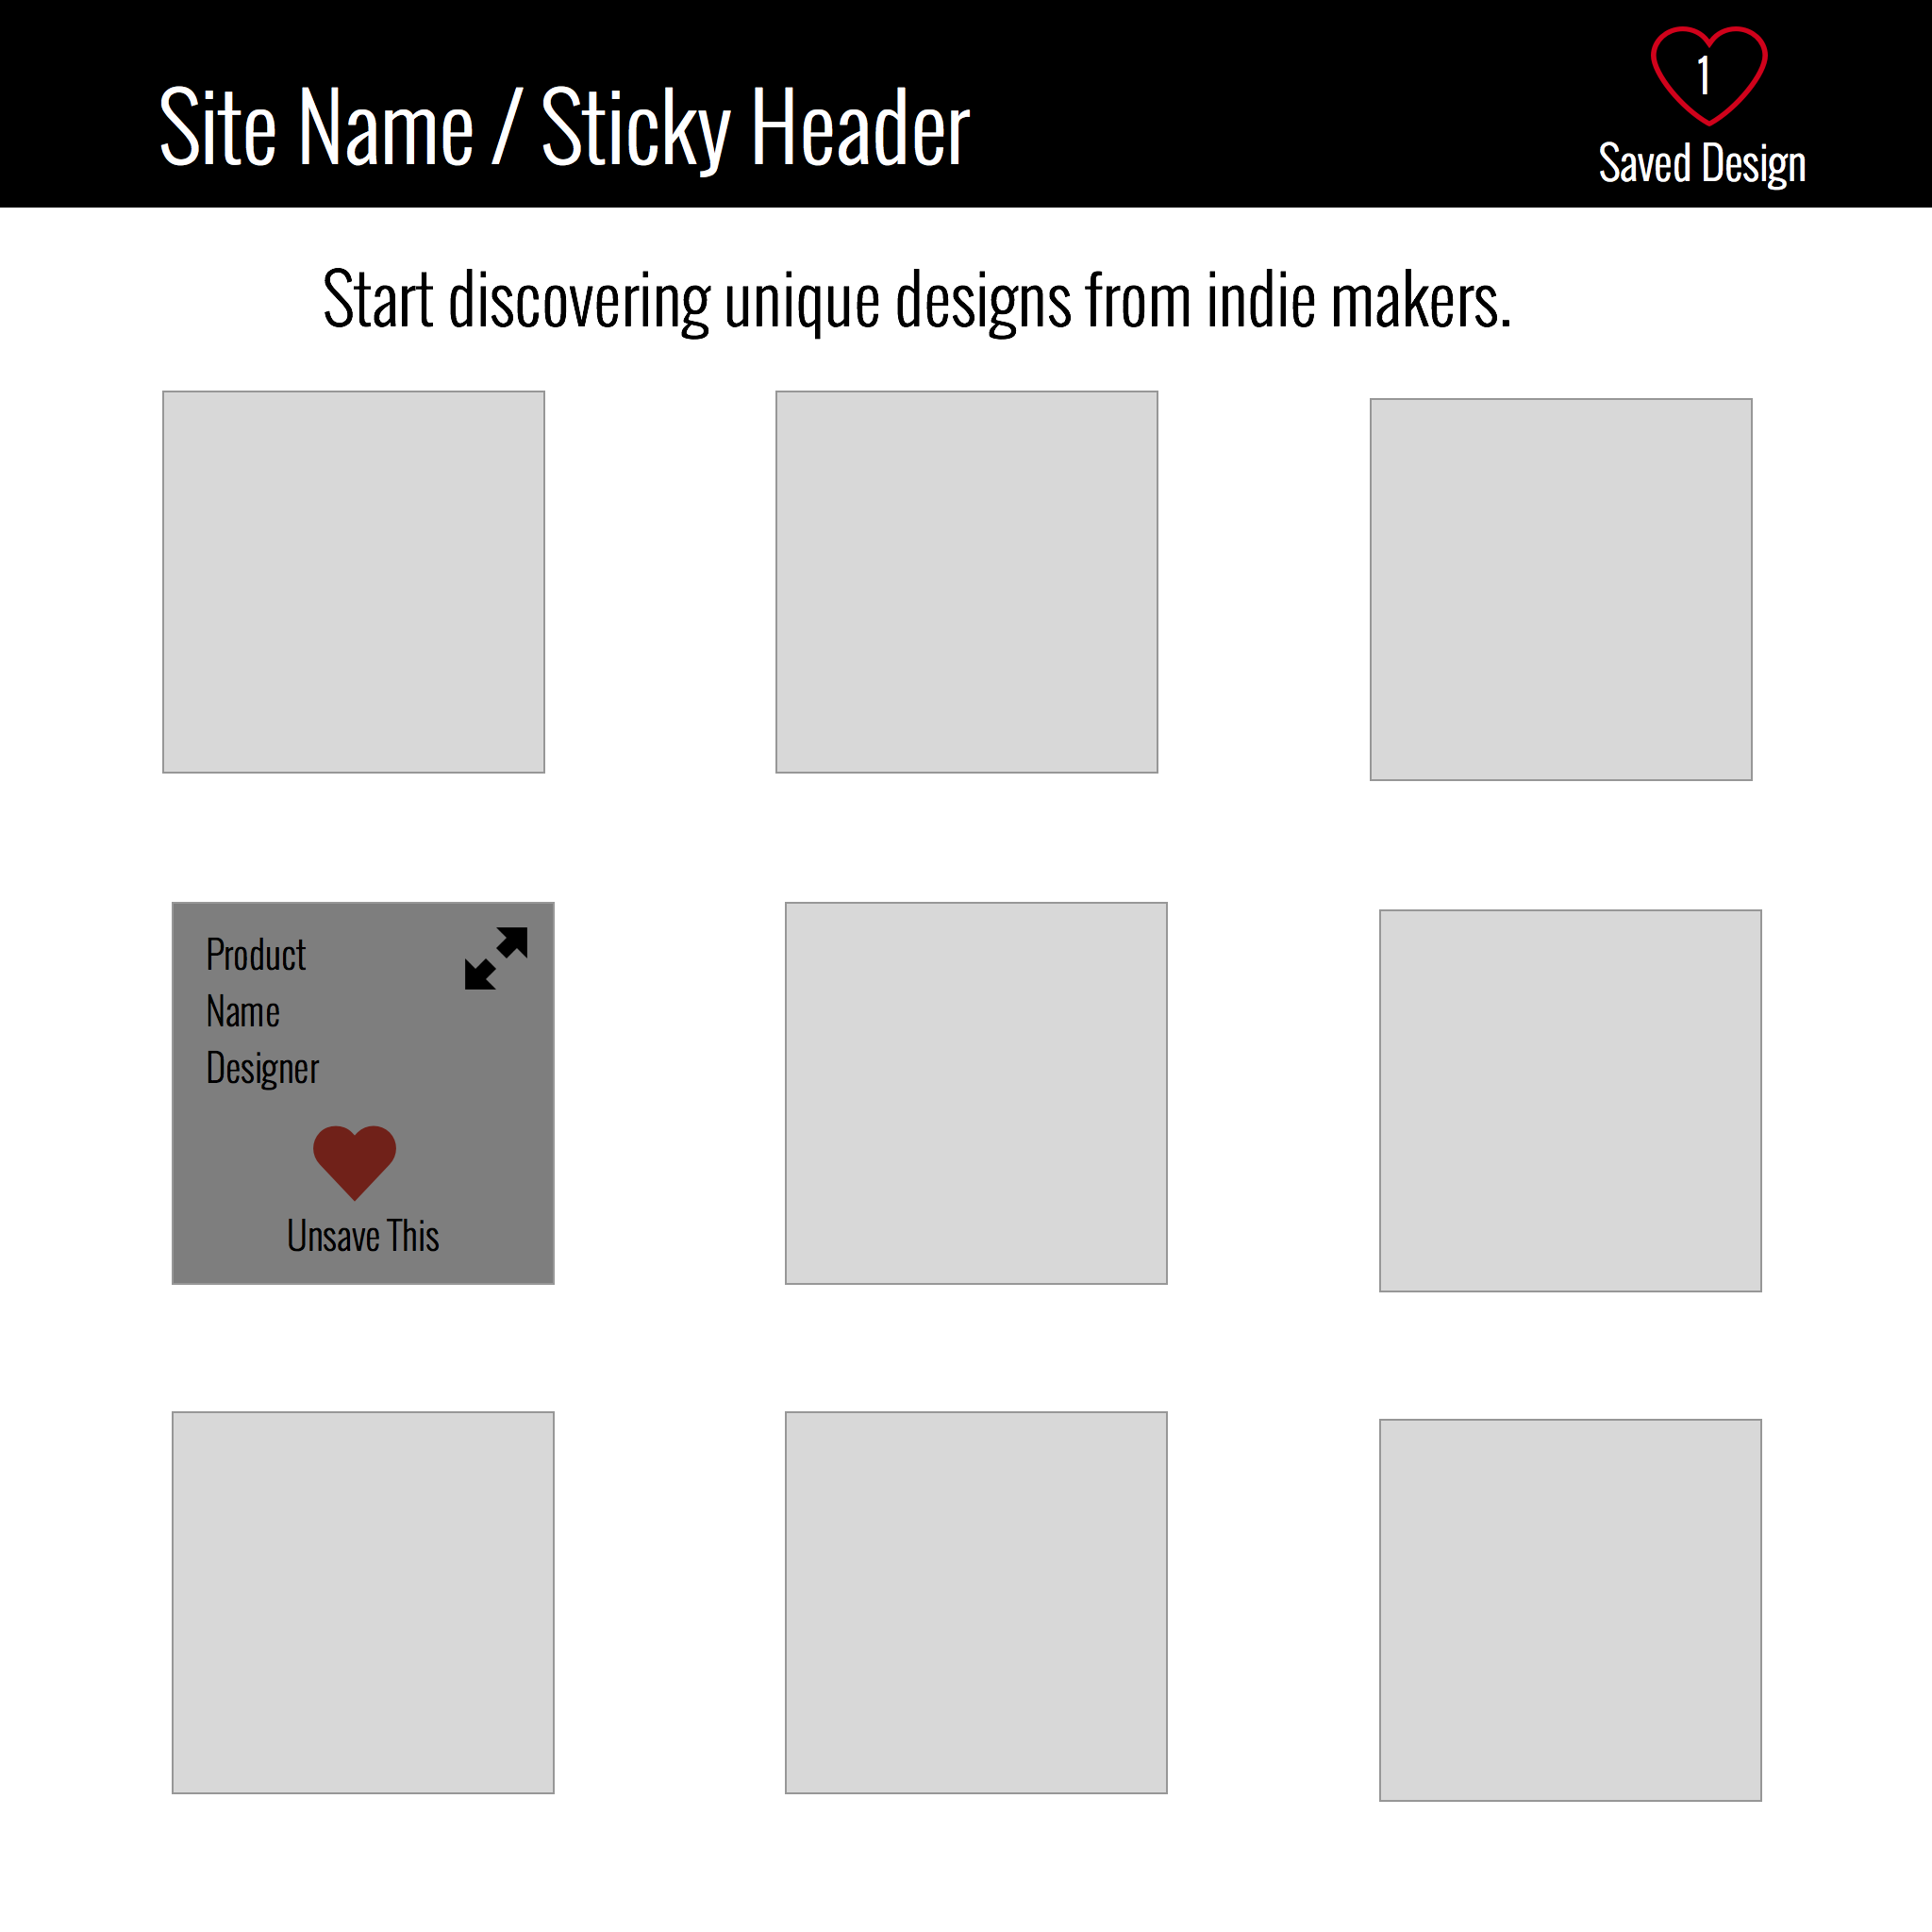 Site Name / Sticky Header
1
Saved Design
Start discovering unique designs from indie makers.
Product
Name
Designer
Unsave This